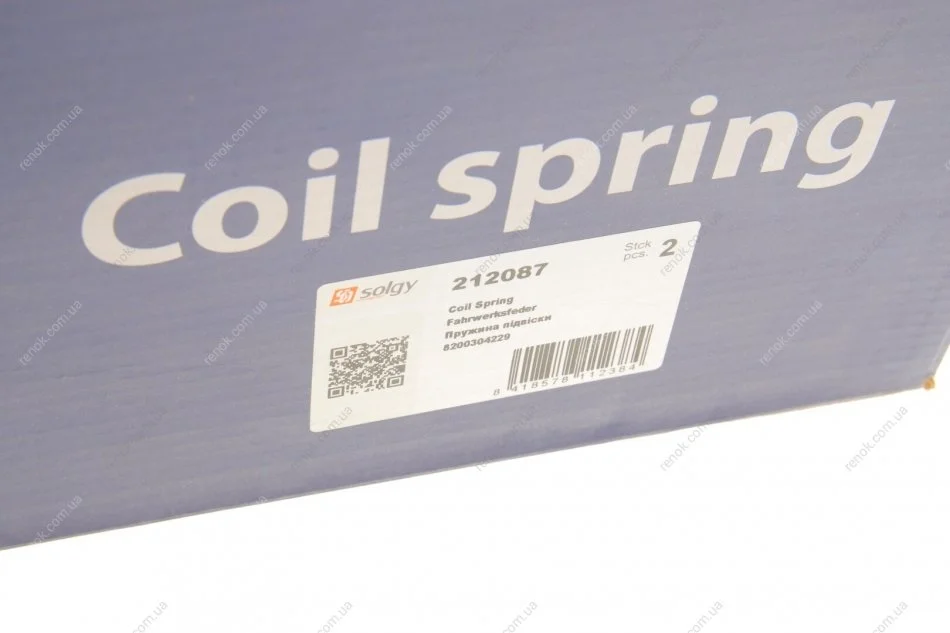 Coil spring
solgy
212087
Stck
pcs. 2
Coil Spring
Fahrwerksfeder
Пружина підвіски
8200304229
8 418578 112384
renok.com.ua